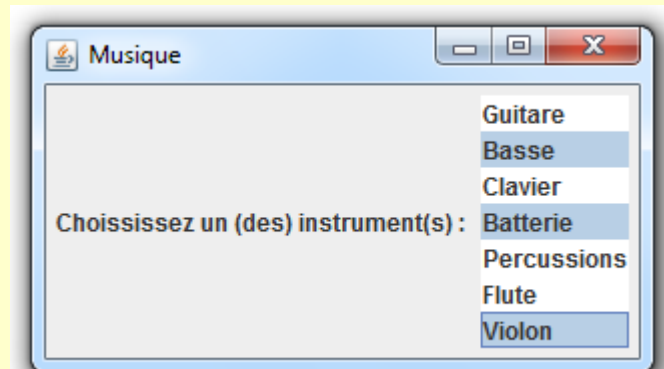 Musique
Guitare
Basse
Clavier
Choississez un (des) instrument(s) : Batterie
Percussions
Flute
Violon